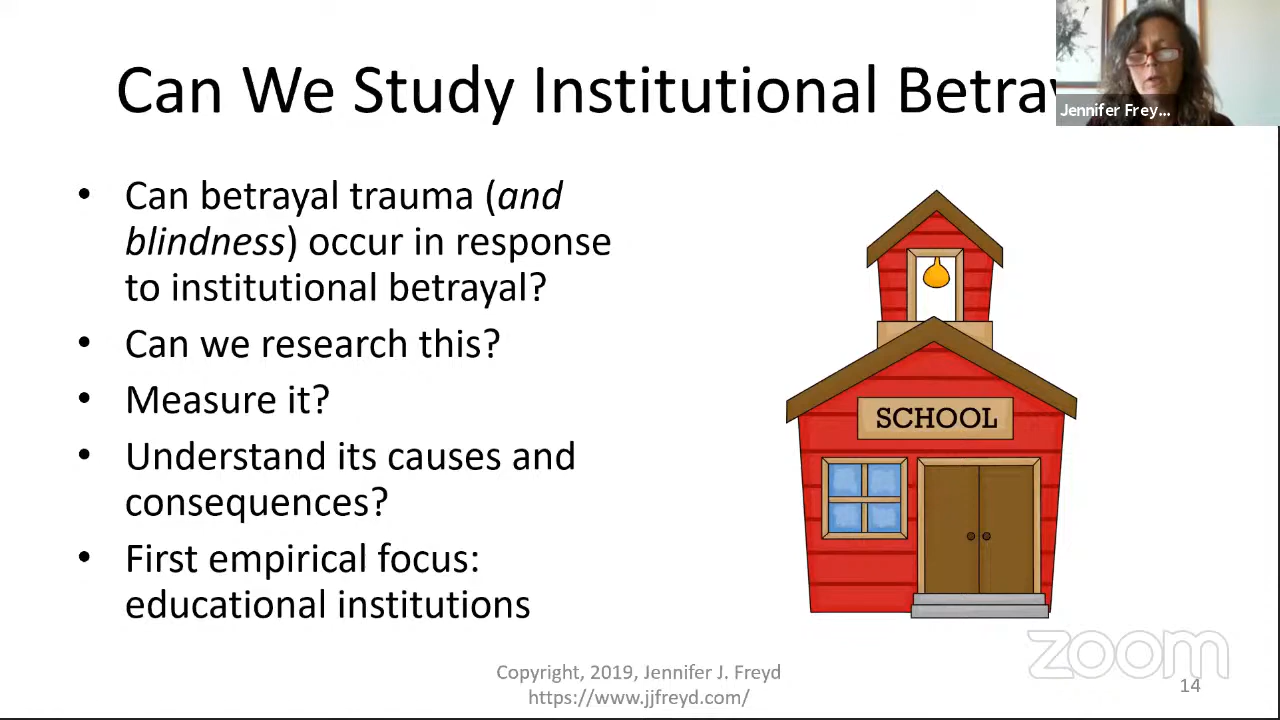 Can We Study Institutional Betray
Jennifer Frey...
• Can betrayal trauma (and
blindness) occur in response
to institutional betrayal?
• Can we research this?
• Measure it?
• Understand its causes and
consequences?
• First empirical focus:
educational institutions
SCHOOL
zoom
Copyright, 2019, Jennifer J. Freyd
https://www.jjfreyd.com/
14